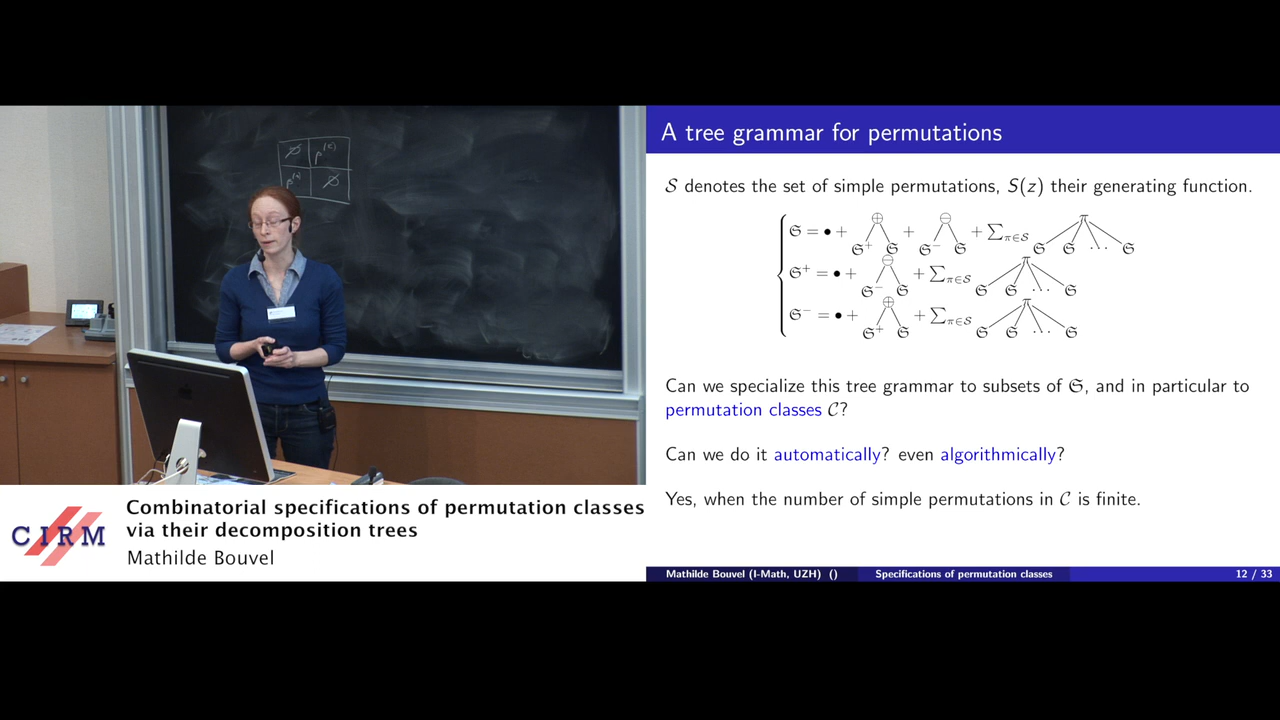 A tree grammar for permutations
𝒮 denotes the set of simple permutations, S(z) their generating function.
𝔖 = • + ⊕ 𝔖⁺ 𝔖 + ⊖ 𝔖⁻ 𝔖 + ∑π∈𝒮 π 𝔖 𝔖 ⋯ 𝔖
𝔖⁺ = • + ⊖ 𝔖⁻ 𝔖 + ∑π∈𝒮 π 𝔖 𝔖 ⋯ 𝔖
𝔖⁻ = • + ⊕ 𝔖⁺ 𝔖 + ∑π∈𝒮 π 𝔖 𝔖 ⋯ 𝔖
Can we specialize this tree grammar to subsets of 𝔖, and in particular to
permutation classes 𝒞?
Can we do it automatically? even algorithmically?
Yes, when the number of simple permutations in 𝒞 is finite.
Mathilde Bouvel (I-Math, UZH) () Specifications of permutation classes 12 / 33
CIRM
Combinatorial specifications of permutation classes
via their decomposition trees
Mathilde Bouvel